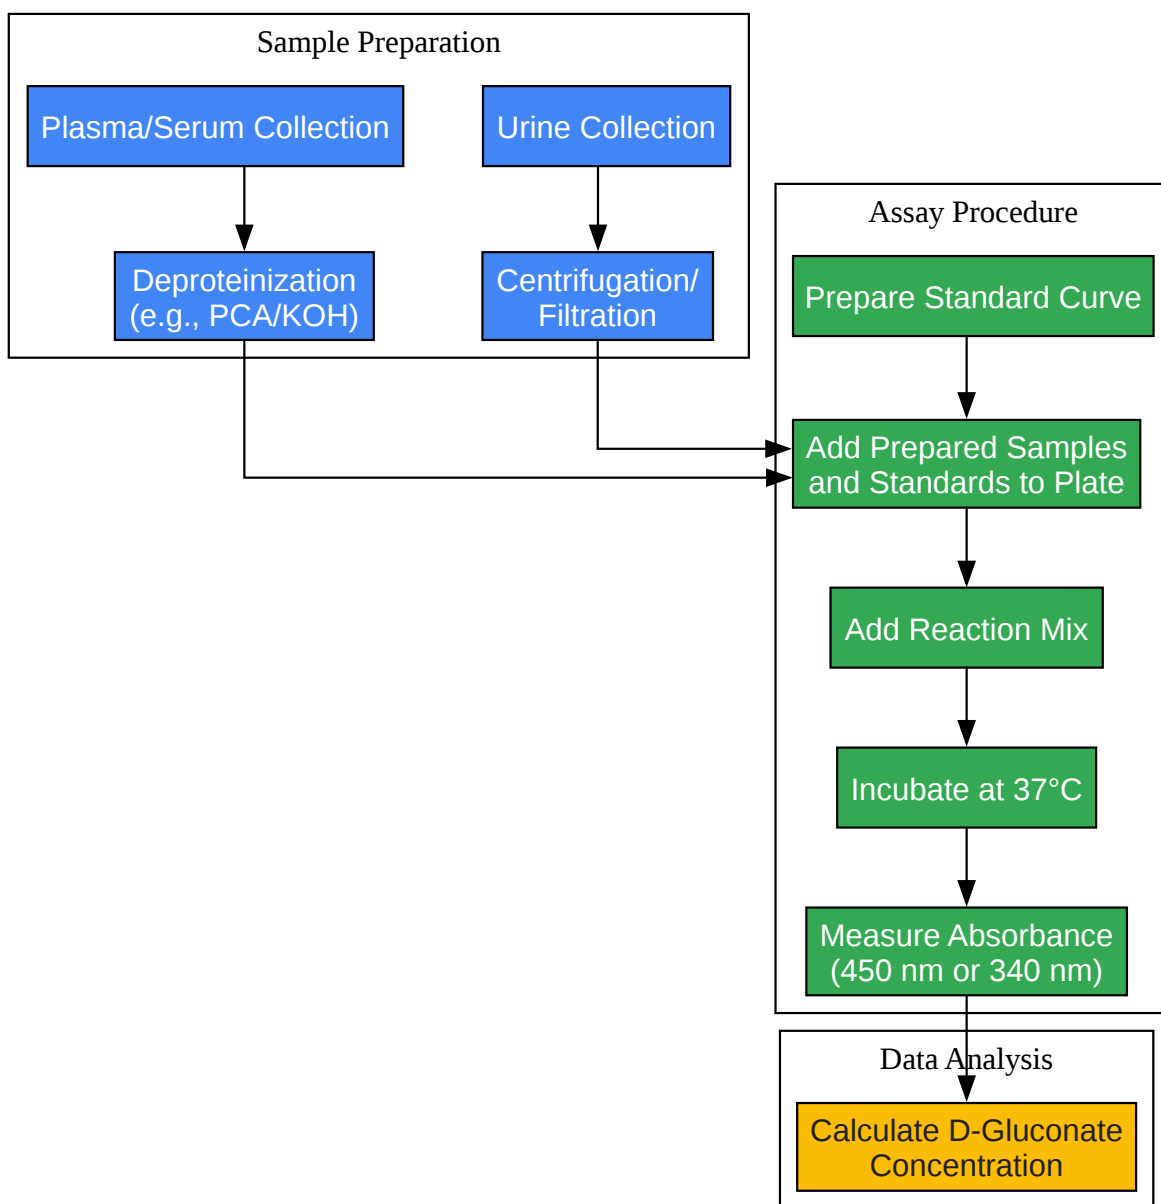 Sample Preparation
Plasma/Serum Collection
Urine Collection
Deproteinization
(e.g., PCA/KOH)
Centrifugation/
Filtration
Assay Procedure
Prepare Standard Curve
Add Prepared Samples
and Standards to Plate
Add Reaction Mix
Incubate at 37°C
Measure Absorbance
(450 nm or 340 nm)
Data Analysis
Calculate D-Gluconate
Concentration